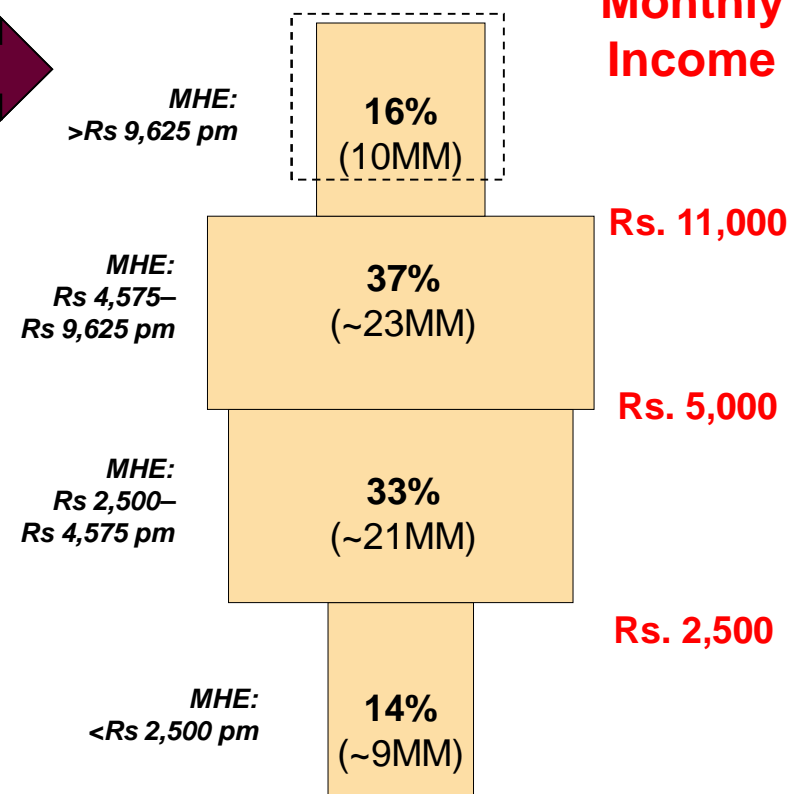 Monthly
Income
MHE:
>Rs 9,625 pm
16%
(10MM)
Rs. 11,000
MHE:
Rs 4,575–
Rs 9,625 pm
37%
(~23MM)
Rs. 5,000
MHE:
Rs 2,500–
Rs 4,575 pm
33%
(~21MM)
Rs. 2,500
MHE:
<Rs 2,500 pm
14%
(~9MM)